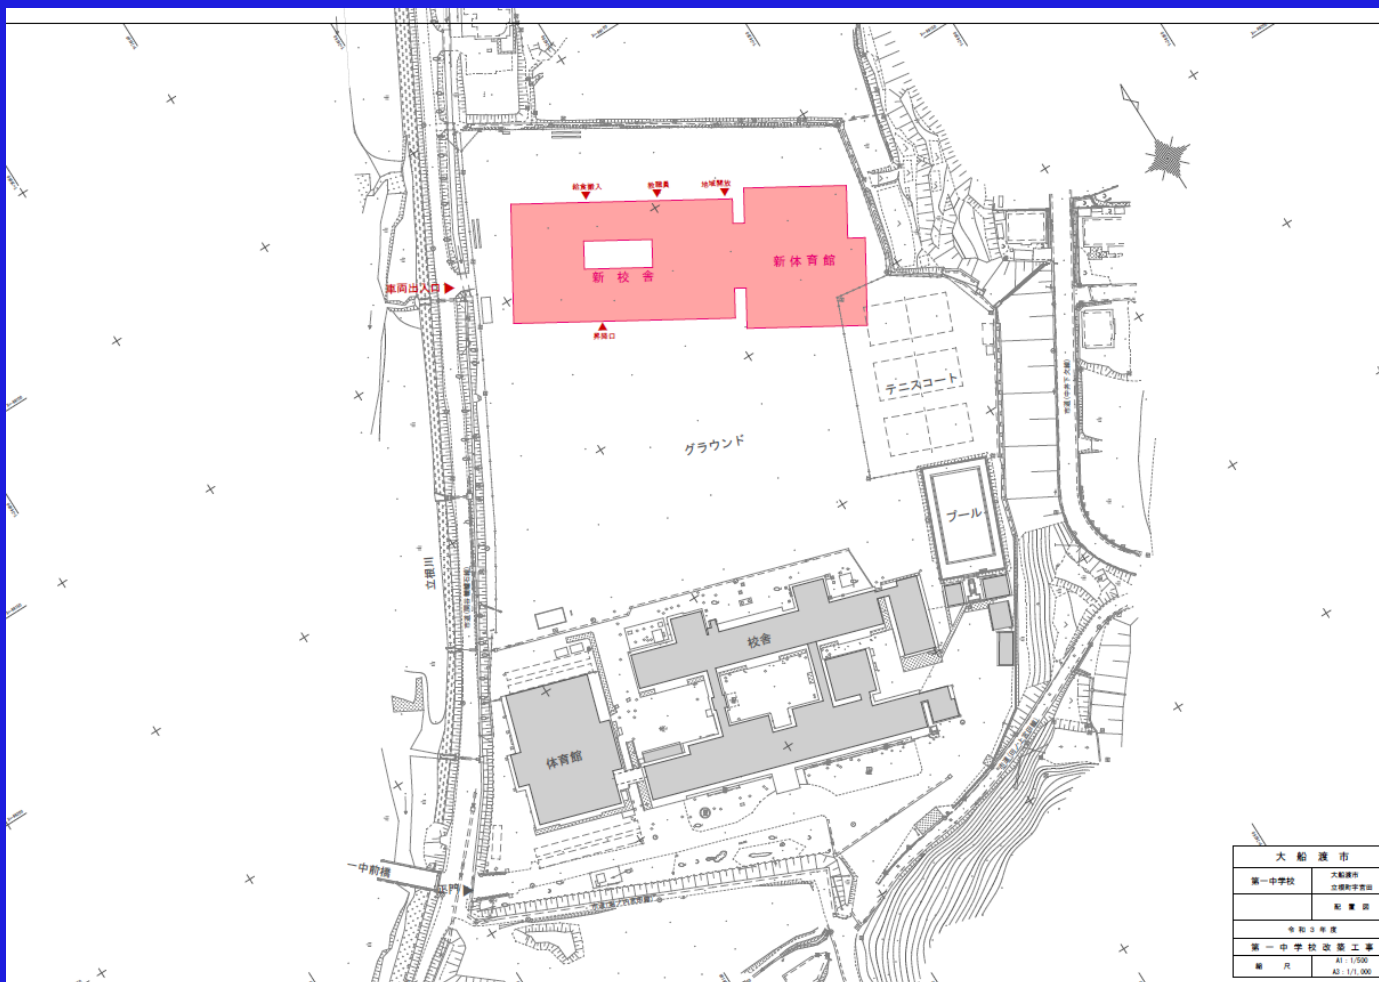 給食搬入
教職員
地域開放
新体育館
新校舎
車両出入口
昇降口
テニスコート
グラウンド
プール
立根川
校舎
体育館
一中前橋
正門
大船渡市
第一中学校
大船渡市
立根町字宮田
配置図
令和3年度
第一中学校改築工事
縮尺
A1：1/500
A3：1/1,000